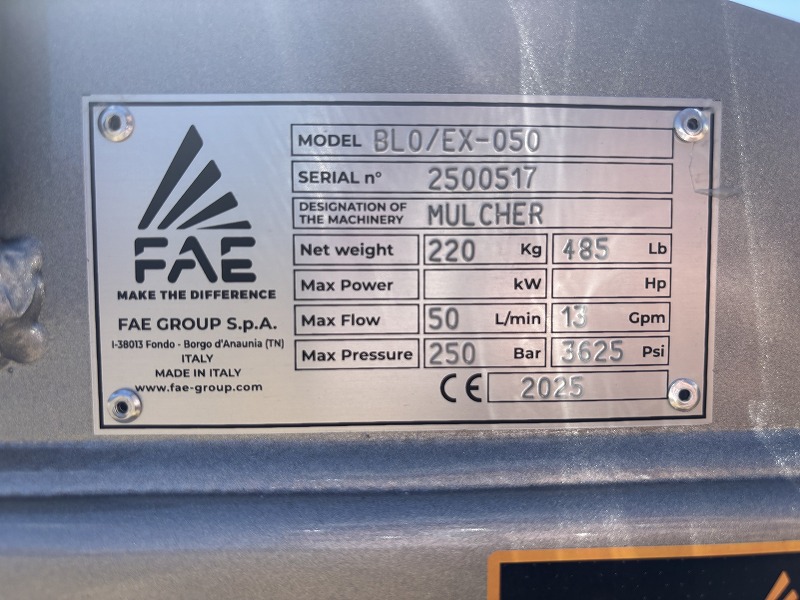 FAE
MAKE THE DIFFERENCE
FAE GROUP S.p.A.
I-38013 Fondo - Borgo d'Anaunia (TN)
ITALY
MADE IN ITALY
www.fae-group.com
MODEL BL0/EX-050
SERIAL n° 2500517
DESIGNATION OF
THE MACHINERY MULCHER
Net weight 220 Kg 485 Lb
Max Power kW Hp
Max Flow 50 L/min 13 Gpm
Max Pressure 250 Bar 3625 Psi
CE 2025